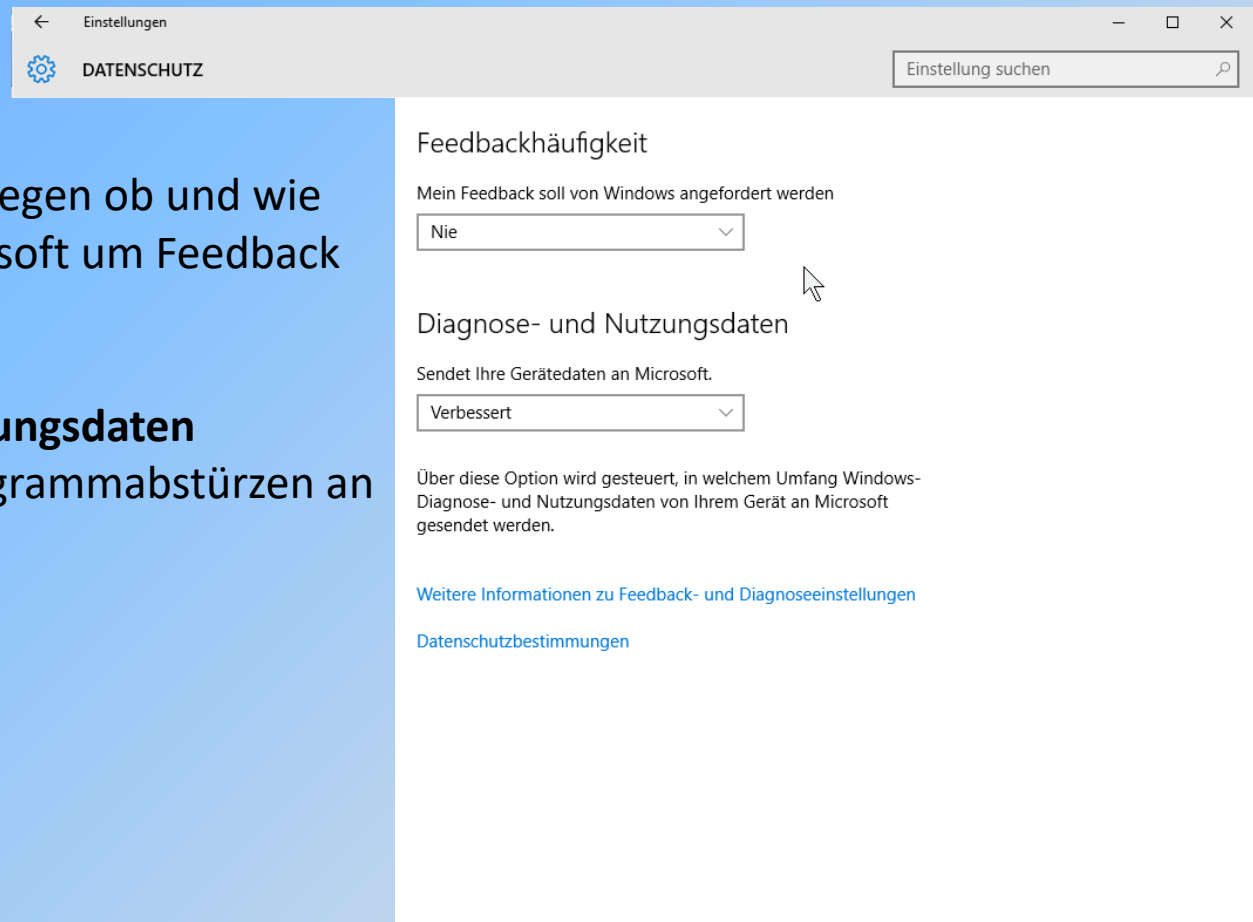 Einstellungen
DATENSCHUTZ
Einstellung suchen
egen ob und wie
soft um Feedback
ungsdaten
grammabstürzen an
Feedbackhäufigkeit
Mein Feedback soll von Windows angefordert werden
Nie
Diagnose- und Nutzungsdaten
Sendet Ihre Gerätedaten an Microsoft.
Verbessert
Über diese Option wird gesteuert, in welchem Umfang Windows-
Diagnose- und Nutzungsdaten von Ihrem Gerät an Microsoft
gesendet werden.
Weitere Informationen zu Feedback- und Diagnoseeinstellungen
Datenschutzbestimmungen